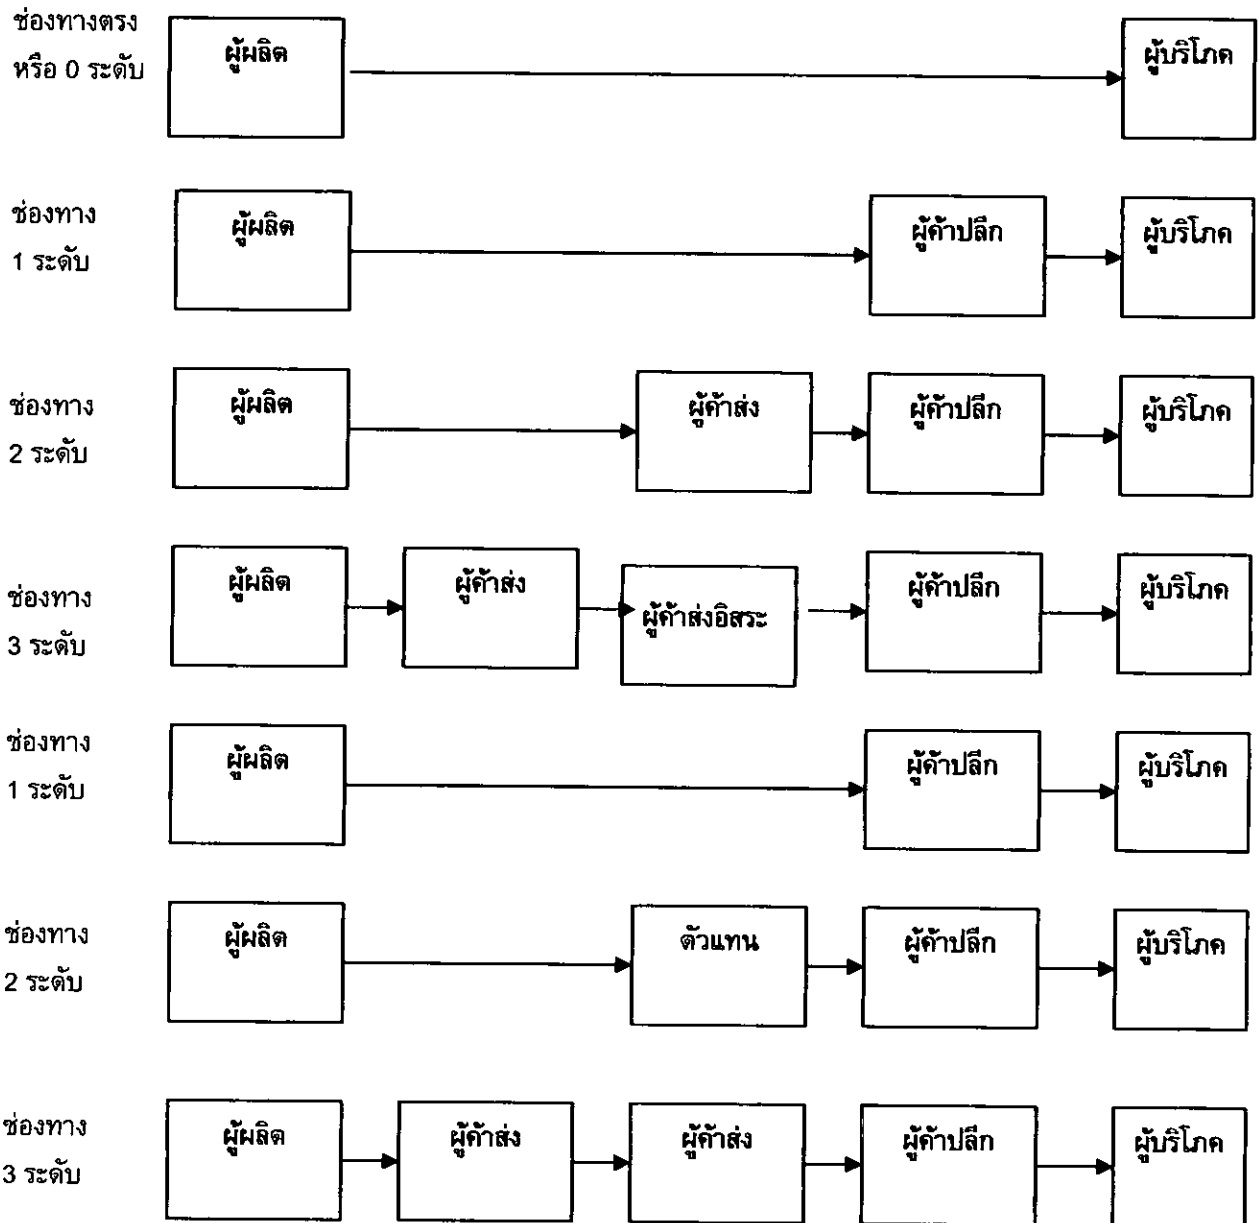 ช่องทางตรง
หรือ 0 ระดับ
ผู้ผลิต
ผู้บริโภค
ช่องทาง
1 ระดับ
ผู้ผลิต
ผู้ค้าปลีก
ผู้บริโภค
ช่องทาง
2 ระดับ
ผู้ผลิต
ผู้ค้าส่ง
ผู้ค้าปลีก
ผู้บริโภค
ช่องทาง
3 ระดับ
ผู้ผลิต
ผู้ค้าส่ง
ผู้ค้าส่งอิสระ
ผู้ค้าปลีก
ผู้บริโภค
ช่องทาง
1 ระดับ
ผู้ผลิต
ผู้ค้าปลีก
ผู้บริโภค
ช่องทาง
2 ระดับ
ผู้ผลิต
ตัวแทน
ผู้ค้าปลีก
ผู้บริโภค
ช่องทาง
3 ระดับ
ผู้ผลิต
ผู้ค้าส่ง
ผู้ค้าส่ง
ผู้ค้าปลีก
ผู้บริโภค